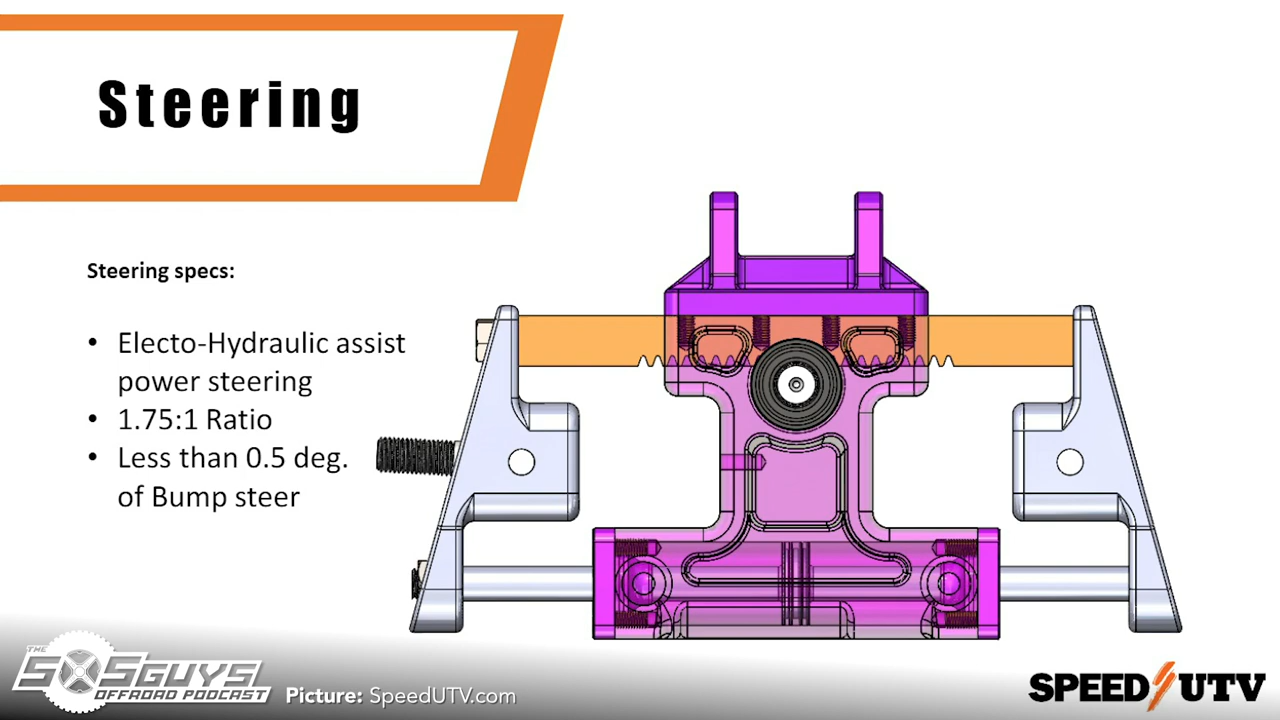 Steering
Steering specs:
• Electo-Hydraulic assist
power steering
• 1.75:1 Ratio
• Less than 0.5 deg.
of Bump steer
THE
SXSGUYS
OFFROAD PODCAST
Picture: SpeedUTV.com
SPEED UTV